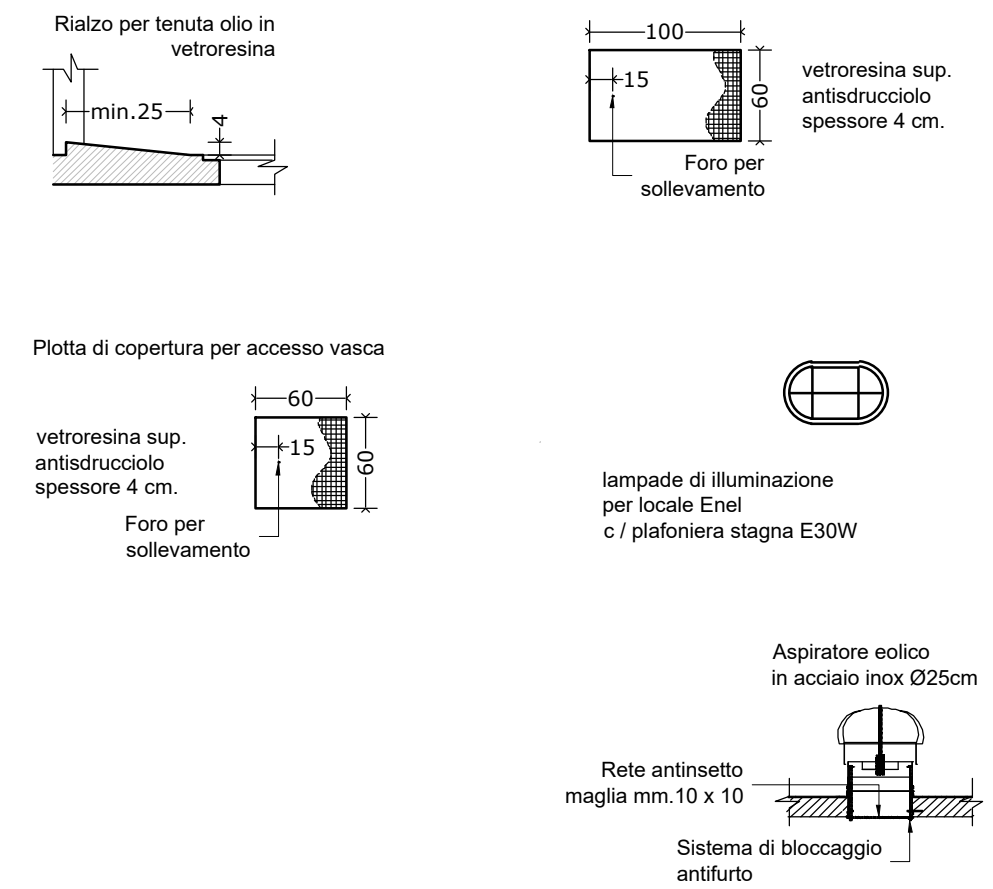 Rialzo per tenuta olio in
vetroresina
min.25
4
100
15
60
vetroresina sup.
antisdrucciolo
spessore 4 cm.
Foro per
sollevamento
Plotta di copertura per accesso vasca
60
15
60
vetroresina sup.
antisdrucciolo
spessore 4 cm.
Foro per
sollevamento
lampade di illuminazione
per locale Enel
c / plafoniera stagna E30W
Aspiratore eolico
in acciaio inox Ø25cm
Rete antinsetto
maglia mm.10 x 10
Sistema di bloccaggio
antifurto